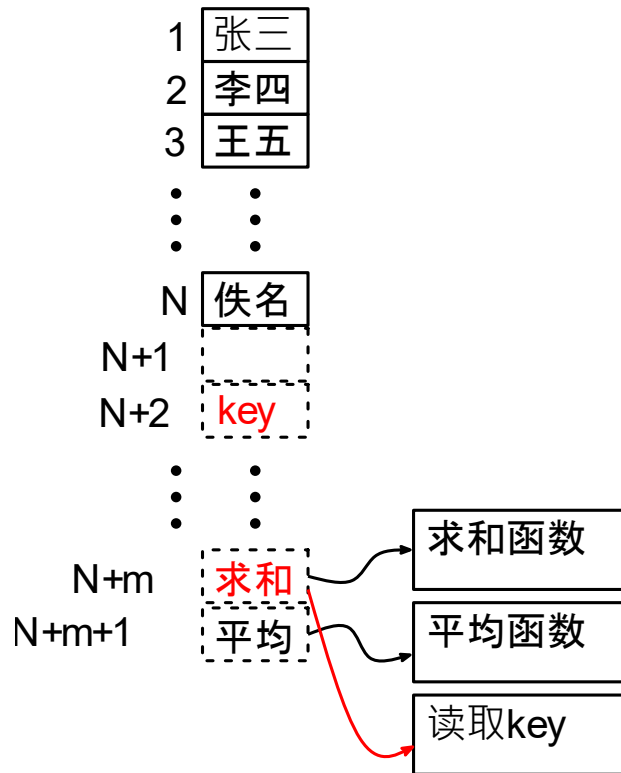 1 张三
2 李四
3 王五
N 佚名
N+1
N+2 key
N+m 求和
求和函数
N+m+1 平均
平均函数
读取key